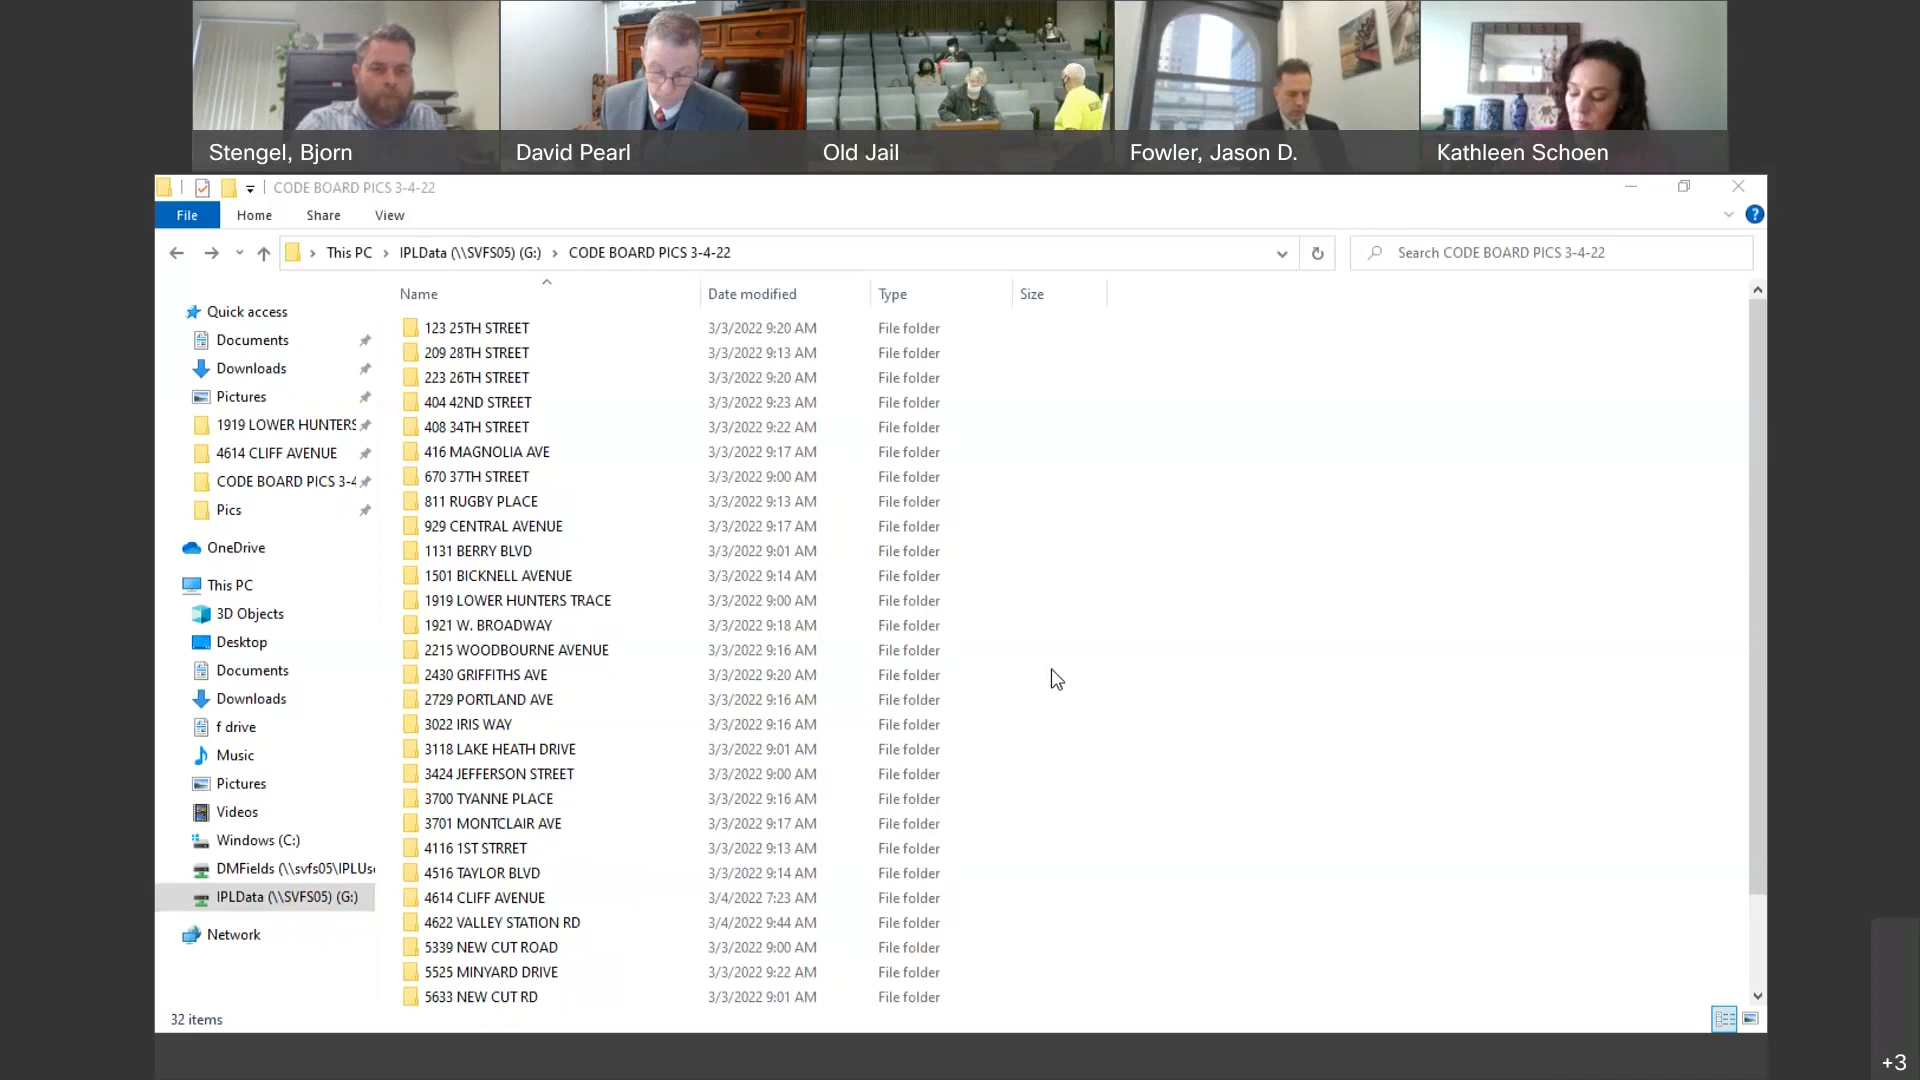 Stengel, Bjorn
David Pearl
Old Jail
Fowler, Jason D.
Kathleen Schoen
CODE BOARD PICS 3-4-22
File Home Share View
This PC IPLData (\\SVFS05) (G:) CODE BOARD PICS 3-4-22
Search CODE BOARD PICS 3-4-22
Quick access
Documents
Downloads
Pictures
1919 LOWER HUNTERS
4614 CLIFF AVENUE
CODE BOARD PICS 3-4
Pics
OneDrive
This PC
3D Objects
Desktop
Documents
Downloads
f drive
Music
Pictures
Videos
Windows (C:)
DMFields (\\svfs05\IPLUse
IPLData (\\SVFS05) (G:)
Network
Name Date modified Type Size
123 25TH STREET 3/3/2022 9:20 AM File folder
209 28TH STREET 3/3/2022 9:13 AM File folder
223 26TH STREET 3/3/2022 9:20 AM File folder
404 42ND STREET 3/3/2022 9:23 AM File folder
408 34TH STREET 3/3/2022 9:22 AM File folder
416 MAGNOLIA AVE 3/3/2022 9:17 AM File folder
670 37TH STREET 3/3/2022 9:00 AM File folder
811 RUGBY PLACE 3/3/2022 9:13 AM File folder
929 CENTRAL AVENUE 3/3/2022 9:17 AM File folder
1131 BERRY BLVD 3/3/2022 9:01 AM File folder
1501 BICKNELL AVENUE 3/3/2022 9:14 AM File folder
1919 LOWER HUNTERS TRACE 3/3/2022 9:00 AM File folder
1921 W. BROADWAY 3/3/2022 9:18 AM File folder
2215 WOODBOURNE AVENUE 3/3/2022 9:16 AM File folder
2430 GRIFFITHS AVE 3/3/2022 9:20 AM File folder
2729 PORTLAND AVE 3/3/2022 9:16 AM File folder
3022 IRIS WAY 3/3/2022 9:16 AM File folder
3118 LAKE HEATH DRIVE 3/3/2022 9:01 AM File folder
3424 JEFFERSON STREET 3/3/2022 9:00 AM File folder
3700 TYANNE PLACE 3/3/2022 9:16 AM File folder
3701 MONTCLAIR AVE 3/3/2022 9:17 AM File folder
4116 1ST STRRET 3/3/2022 9:13 AM File folder
4516 TAYLOR BLVD 3/3/2022 9:14 AM File folder
4614 CLIFF AVENUE 3/4/2022 7:23 AM File folder
4622 VALLEY STATION RD 3/4/2022 9:44 AM File folder
5339 NEW CUT ROAD 3/3/2022 9:00 AM File folder
5525 MINYARD DRIVE 3/3/2022 9:22 AM File folder
5633 NEW CUT RD 3/3/2022 9:01 AM File folder
32 items
+3